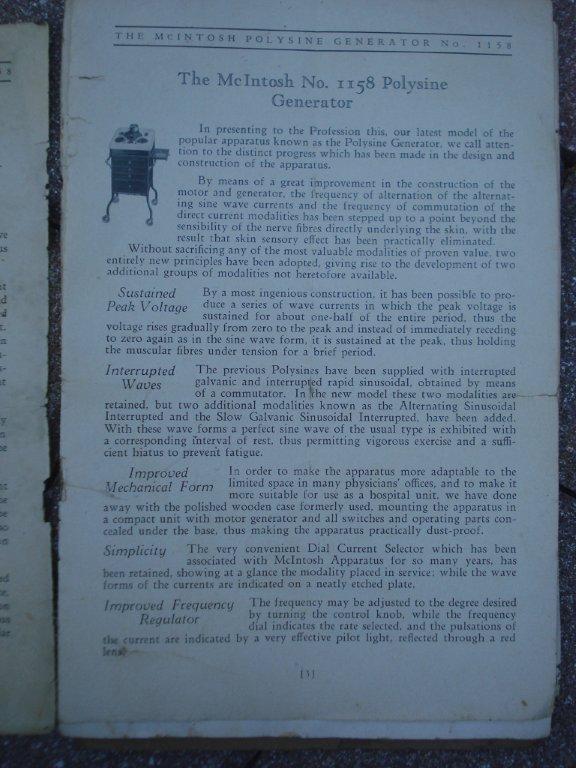 THE MCINTOSH POLYSINE GENERATOR NO. 1158
The McIntosh No. 1158 Polysine
Generator
In presenting to the Profession this, our latest model of the
popular apparatus known as the Polysine Generator, we call atten-
tion to the distinct progress which has been made in the design and
construction of the apparatus.
By means of a great improvement in the construction of the
motor and generator, the frequency of alternation of the alternat-
ing sine wave currents and the frequency of commutation of the
direct current modalities has been stepped up to a point beyond the
sensibility of the nerve fibres directly underlying the skin, with the
result that skin sensory effect has been practically eliminated.
Without sacrificing any of the most valuable modalities of proven value, two
entirely new principles have been adopted, giving rise to the development of two
additional groups of modalities not heretofore available.
Sustained Peak Voltage
By a most ingenious construction, it has been possible to pro-
duce a series of wave currents in which the peak voltage is
sustained for about one-half of the entire period, thus the
voltage rises gradually from zero to the peak and instead of immediately receding
to zero again as in the sine wave form, it is sustained at the peak, thus holding
the muscular fibres under tension for a brief period.
Interrupted Waves
The previous Polysines have been supplied with interrupted
galvanic and interrupted rapid sinusoidal, obtained by means
of a commutator. In the new model these two modalities are
retained, but two additional modalities known as the Alternating Sinusoidal
Interrupted and the Slow Galvanic Sinusoidal Interrupted, have been added.
With these wave forms a perfect sine wave of the usual type is exhibited with
a corresponding interval of rest, thus permitting vigorous exercise and a suffi-
cient hiatus to prevent fatigue.
Improved Mechanical Form
In order to make the apparatus more adaptable to the
limited space in many physicians' offices, and to make it
more suitable for use as a hospital unit, we have done
away with the polished wooden case formerly used, mounting the apparatus in
a compact unit with motor generator and all switches and operating parts con-
cealed under the base, thus making the apparatus practically dust-proof.
Simplicity
The very convenient Dial Current Selector which has been
associated with McIntosh Apparatus for so many years, has
been retained, showing at a glance the modality placed in service; while the wave
forms of the currents are indicated on a neatly etched plate.
Improved Frequency Regulator
The frequency may be adjusted to the degree desired
by turning the control knob, while the frequency
dial indicates the rate selected, and the pulsations of
the current are indicated by a very effective pilot light, reflected through a red
lens.
[3]